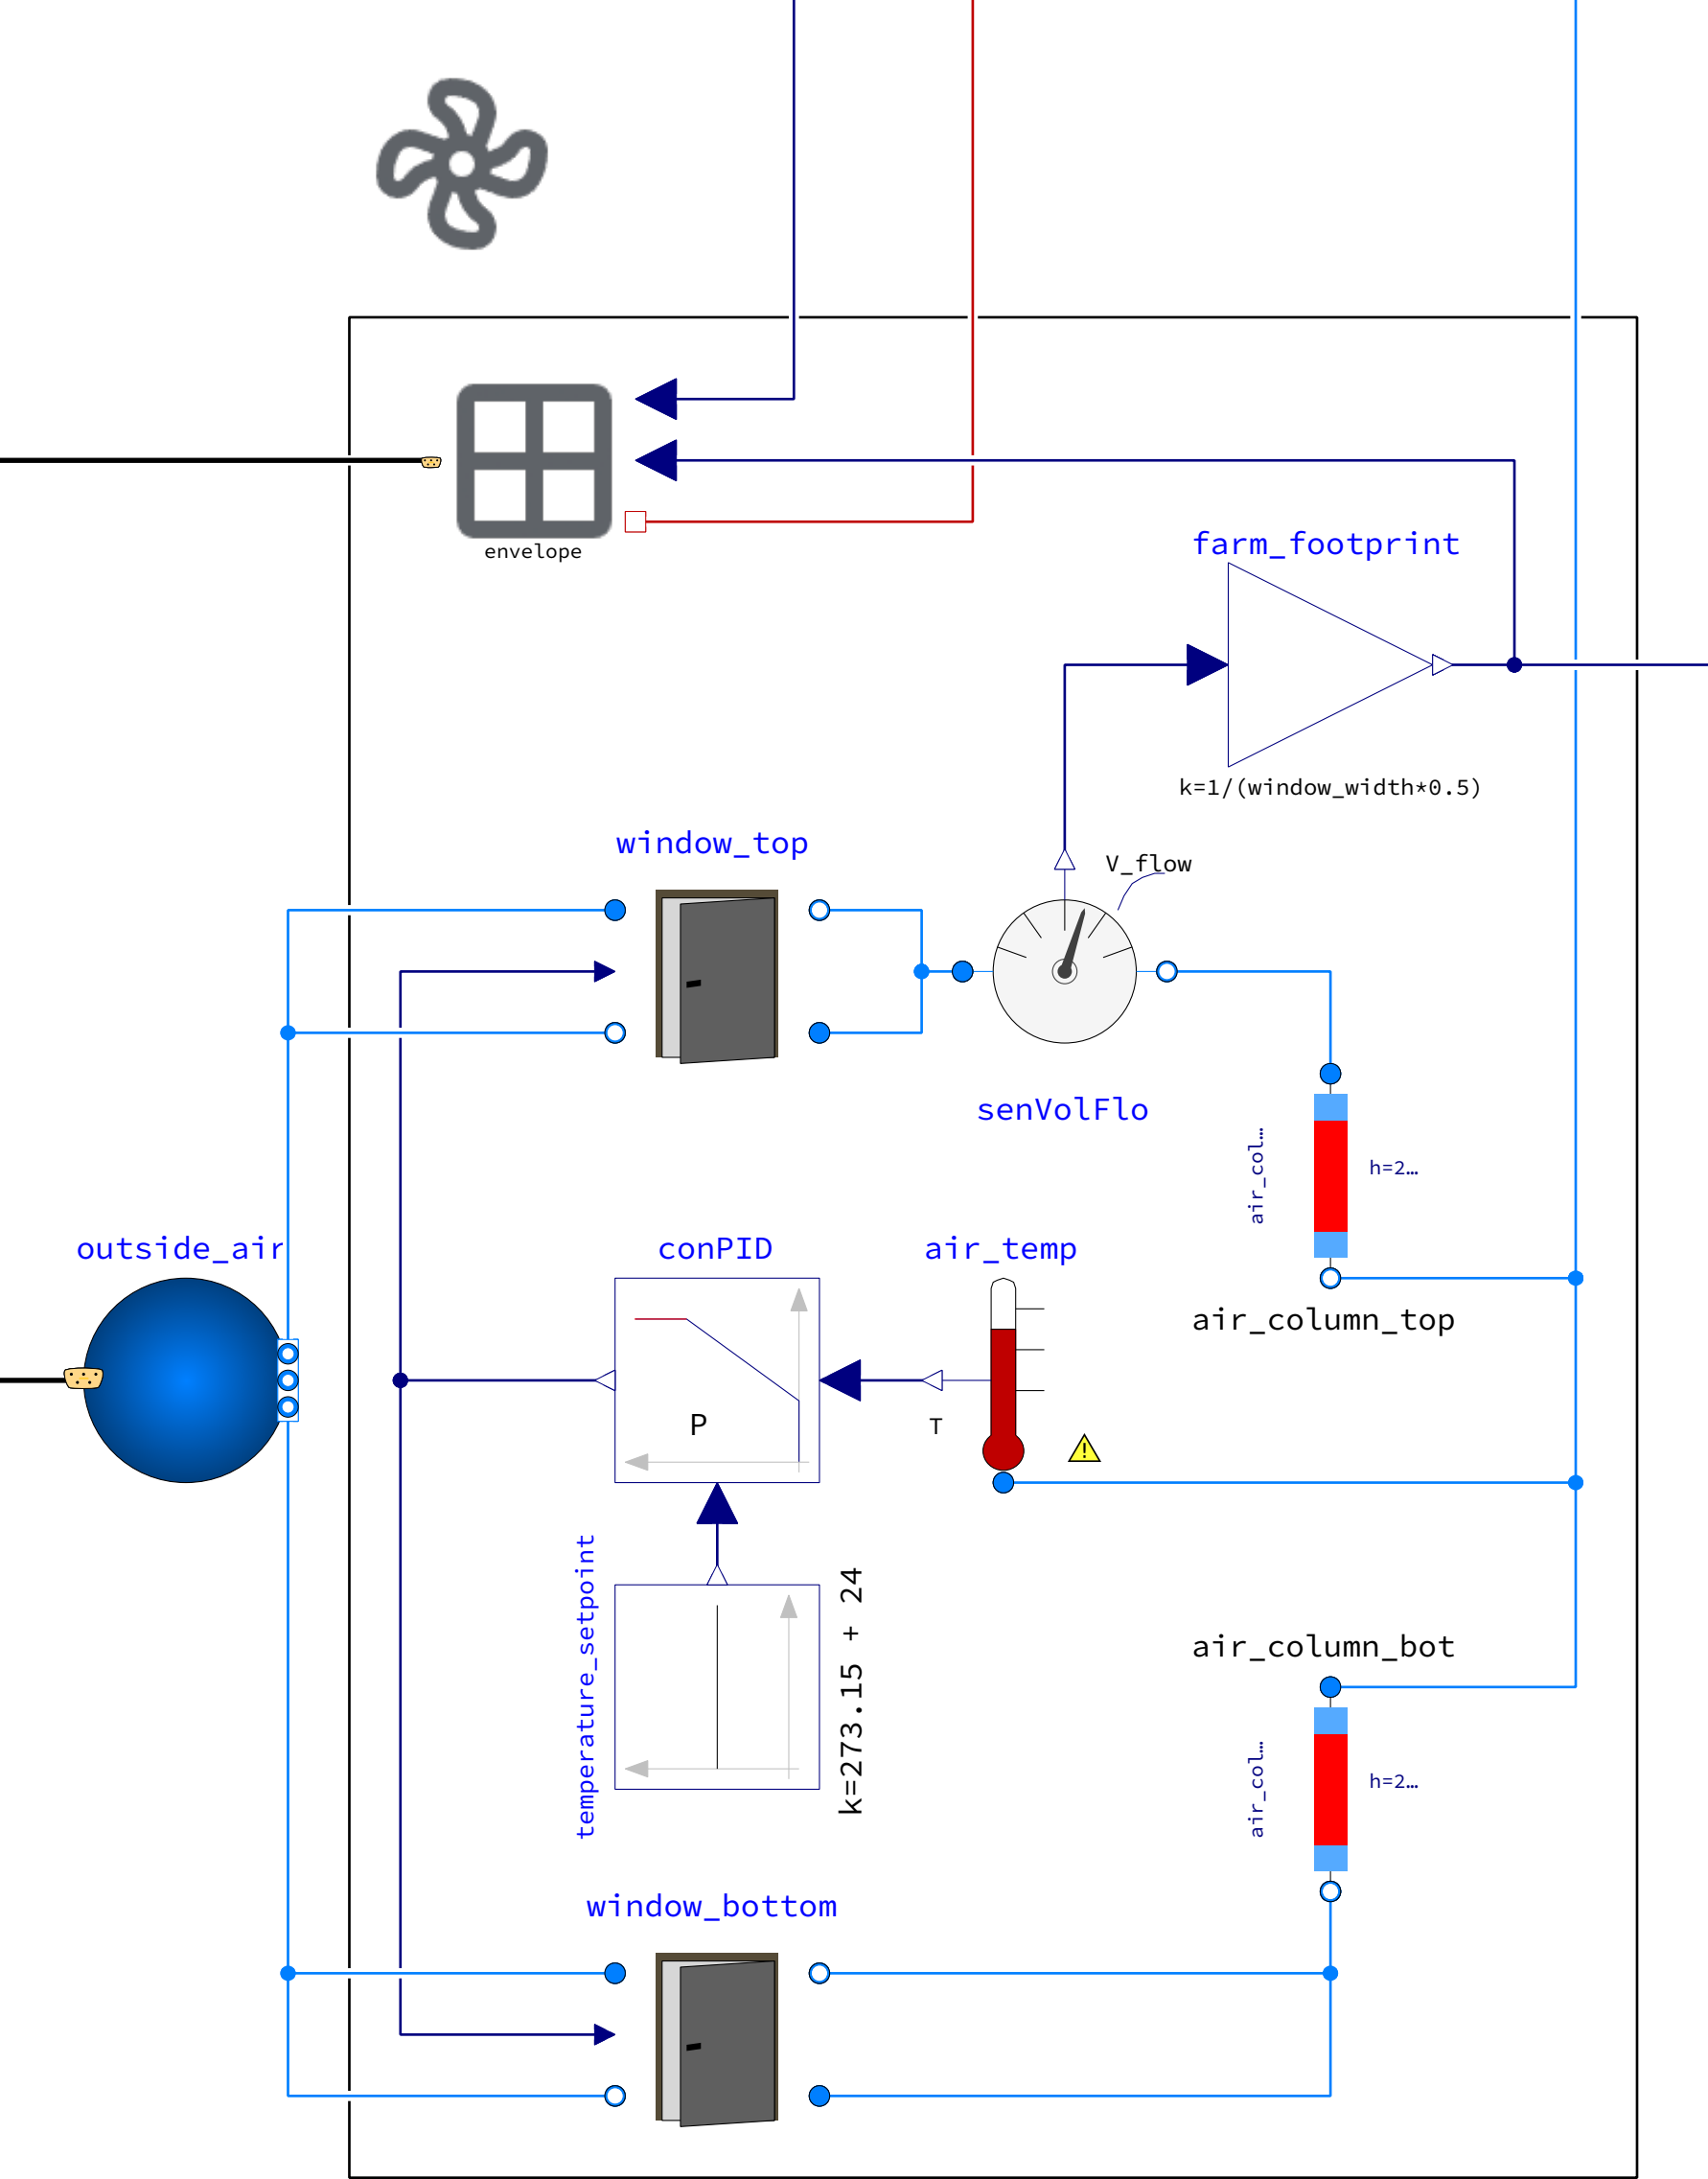 envelope
farm_footprint
k=1/(window_width*0.5)
window_top
V_flow
senVolFlo
air_col...
h=2...
outside_air
conPID
air_temp
air_column_top
P
T
temperature_setpoint
k=273.15 + 24
air_column_bot
air_col...
h=2...
window_bottom